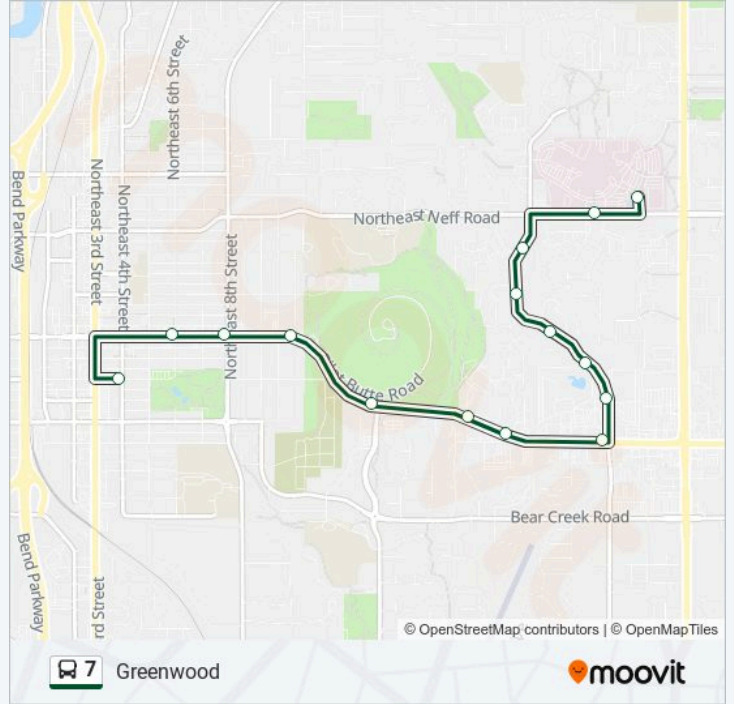 Northeast 6th Street
Bend Parkway
Northeast 3rd Street
Northeast 4th Street
Northeast Neff Road
Northeast 8th Street
Butte Road
Bear Creek Road
Bend Parkway
rd Street
© OpenStreetMap contributors | © OpenMapTiles
7 Greenwood
moovit